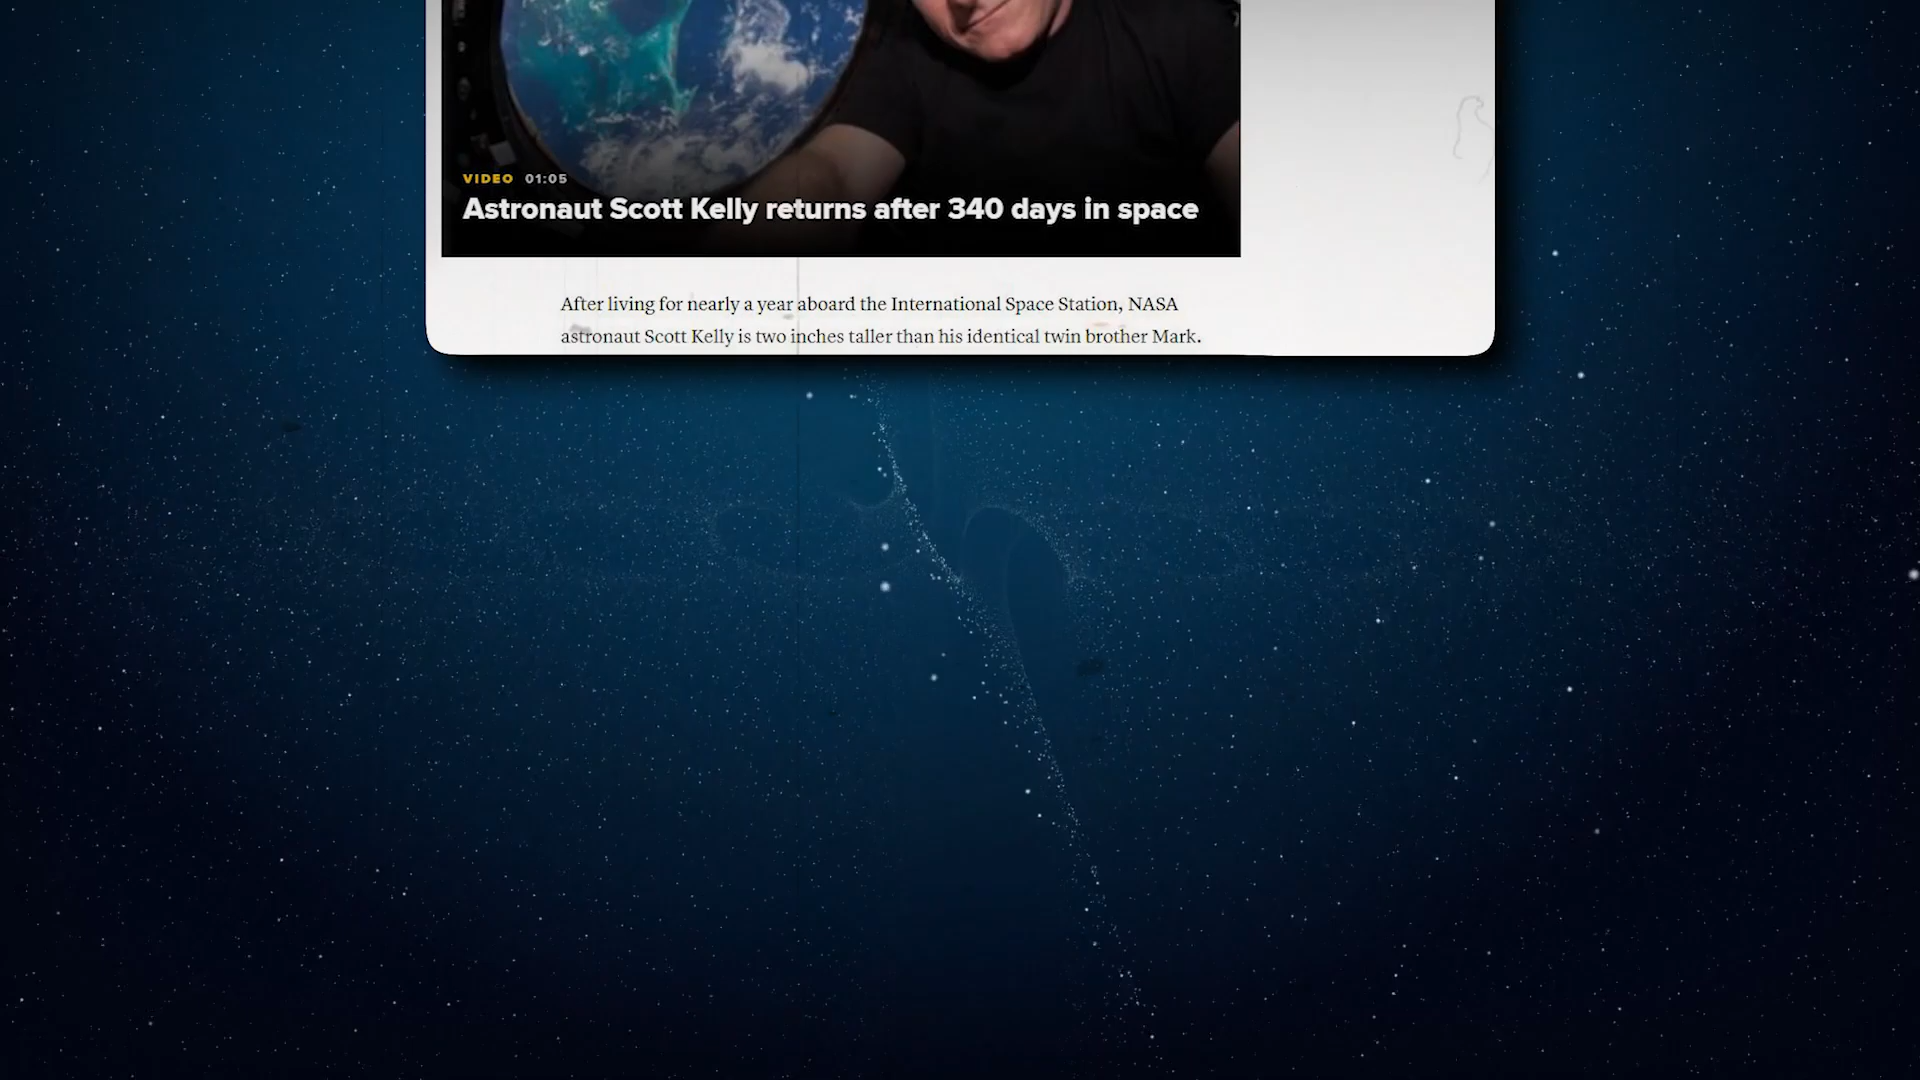 VIDEO 01:05
Astronaut Scott Kelly returns after 340 days in space
After living for nearly a year aboard the International Space Station, NASA
astronaut Scott Kelly is two inches taller than his identical twin brother Mark.